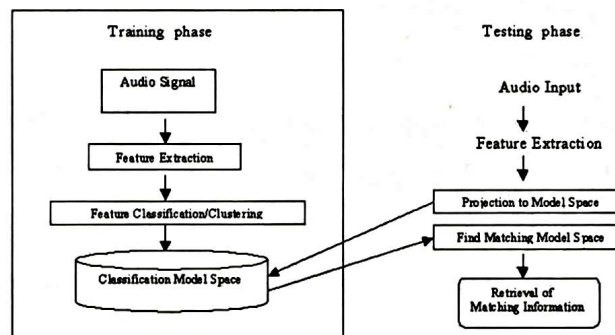 Training phase
Audio Signal
Feature Extraction
Feature Classification/Clustering
Classification Model Space
Testing phase
Audio Input
Feature Extraction
Projection to Model Space
Find Matching Model Space
Retrieval of
Matching Information